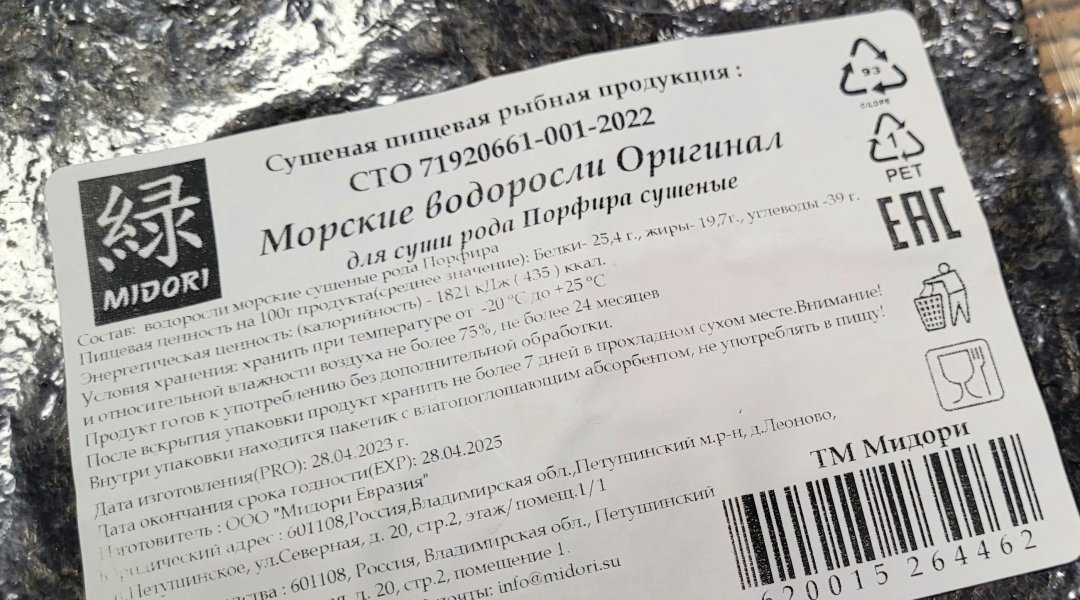 Сушеная пищевая рыбная продукция :
СТО 71920661-001-2022
Морские водоросли Оригинал
для суши рода Порфира сушеные
緑
MIDORI
Состав: водоросли морские сушеные рода Порфира
Пищевая ценность на 100г продукта(среднее значение): Белки- 25,4 г., жиры- 19,7г., углеводы -39 г.
Энергетическая ценность: (калорийность) - 1821 кДж ( 435 ) ккал.
Условия хранения: хранить при температуре от -20 °С до +25 °С
и относительной влажности воздуха не более 75%, не более 24 месяцев
Продукт готов к употреблению без дополнительной обработки.
После вскрытия упаковки продукт хранить не более 7 дней в прохладном сухом месте.Внимание!
Внутри упаковки находится пакетик с влагопоглощающим абсорбентом, не употреблять в пищу!
Дата изготовления(PRO): 28.04.2023 г.
Дата окончания срока годности(EXP): 28.04.2025
Изготовитель : ООО "Мидори Евразия"
Юридический адрес : 601108,Россия,Владимирская обл.,Петушинский м.р-н, д.Леоново,
Петушинское, ул.Северная, д. 20, стр.2, этаж/помещ.1/1
: 601108, Россия, Владимирская обл., Петушинский
д. 20, стр.2, помещение 1.
почты: info@midori.su
93
1
PET
EAC
ТМ Мидори
620015 264462